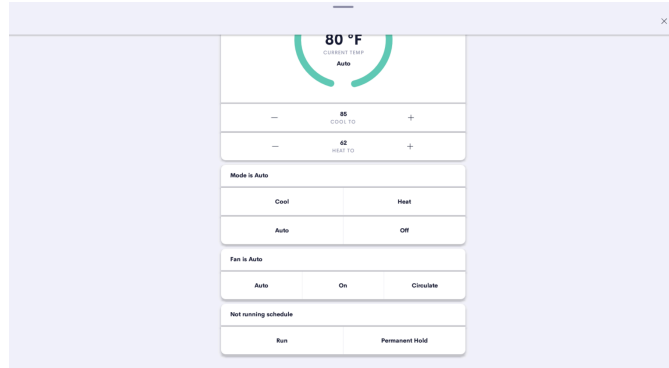 80 °F
CURRENT TEMP
Auto
85
COOL TO
62
HEAT TO
Mode is Auto
Cool Heat
Auto Off
Fan is Auto
Auto On Circulate
Not running schedule
Run Permanent Hold